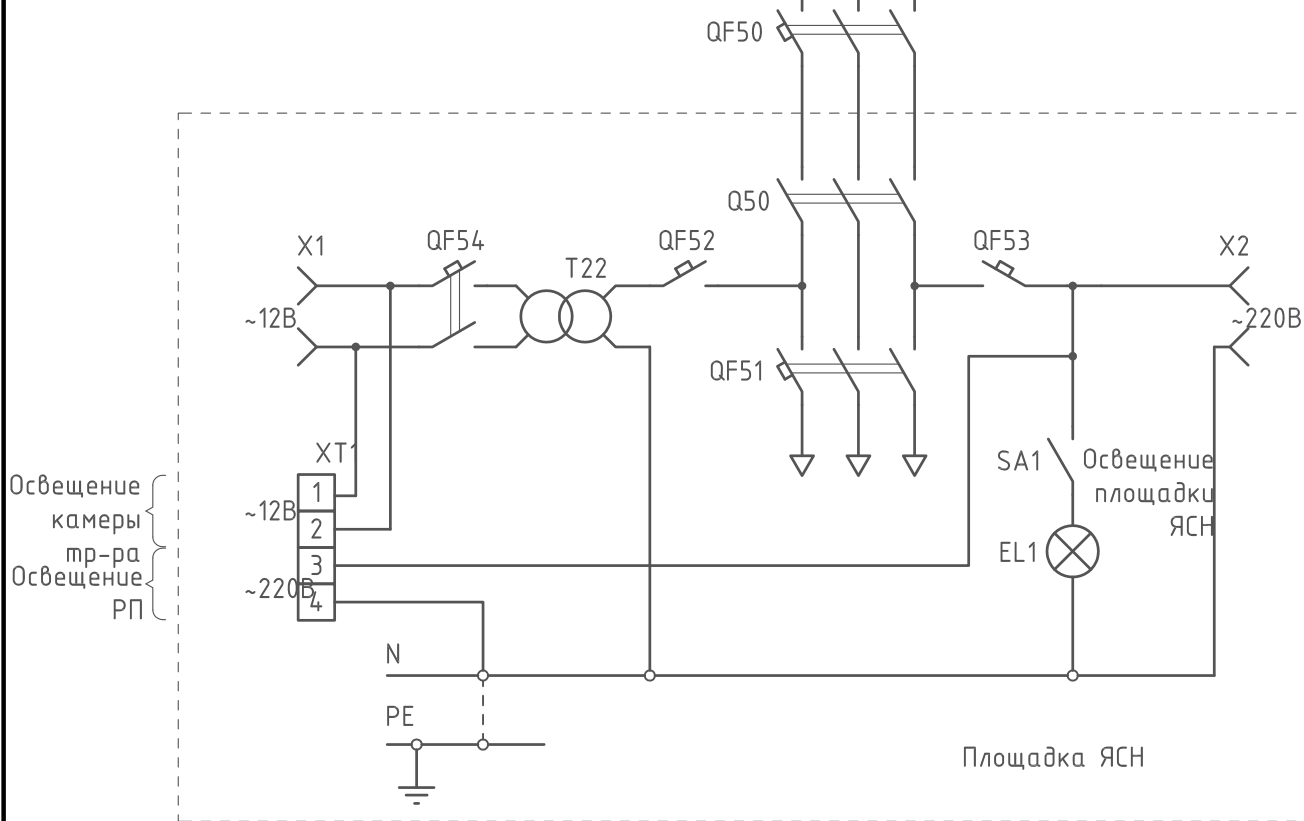 QF50
Q50
X1
QF54
T22
QF52
QF53
X2
~12В
~220В
QF51
XT1
SA1
Освещение
площадки
ЯСН
Освещение
камеры
тр-ра
~12В
1
2
EL1
Освещение
РП
~220В
3
4
N
PE
Площадка ЯСН